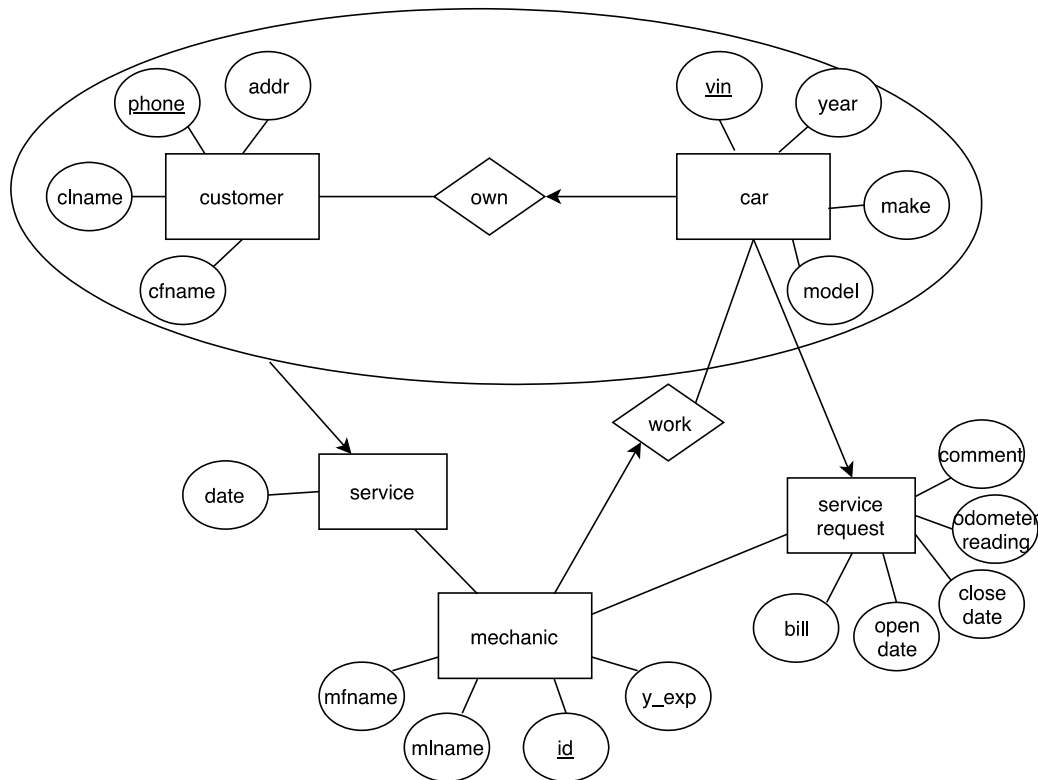 phone
addr
vin
year
clname
customer
own
car
make
cfname
model
work
comment
date
service
service
request
odometer
reading
close
date
bill
open
date
mechanic
mfname
y_exp
mlname
id